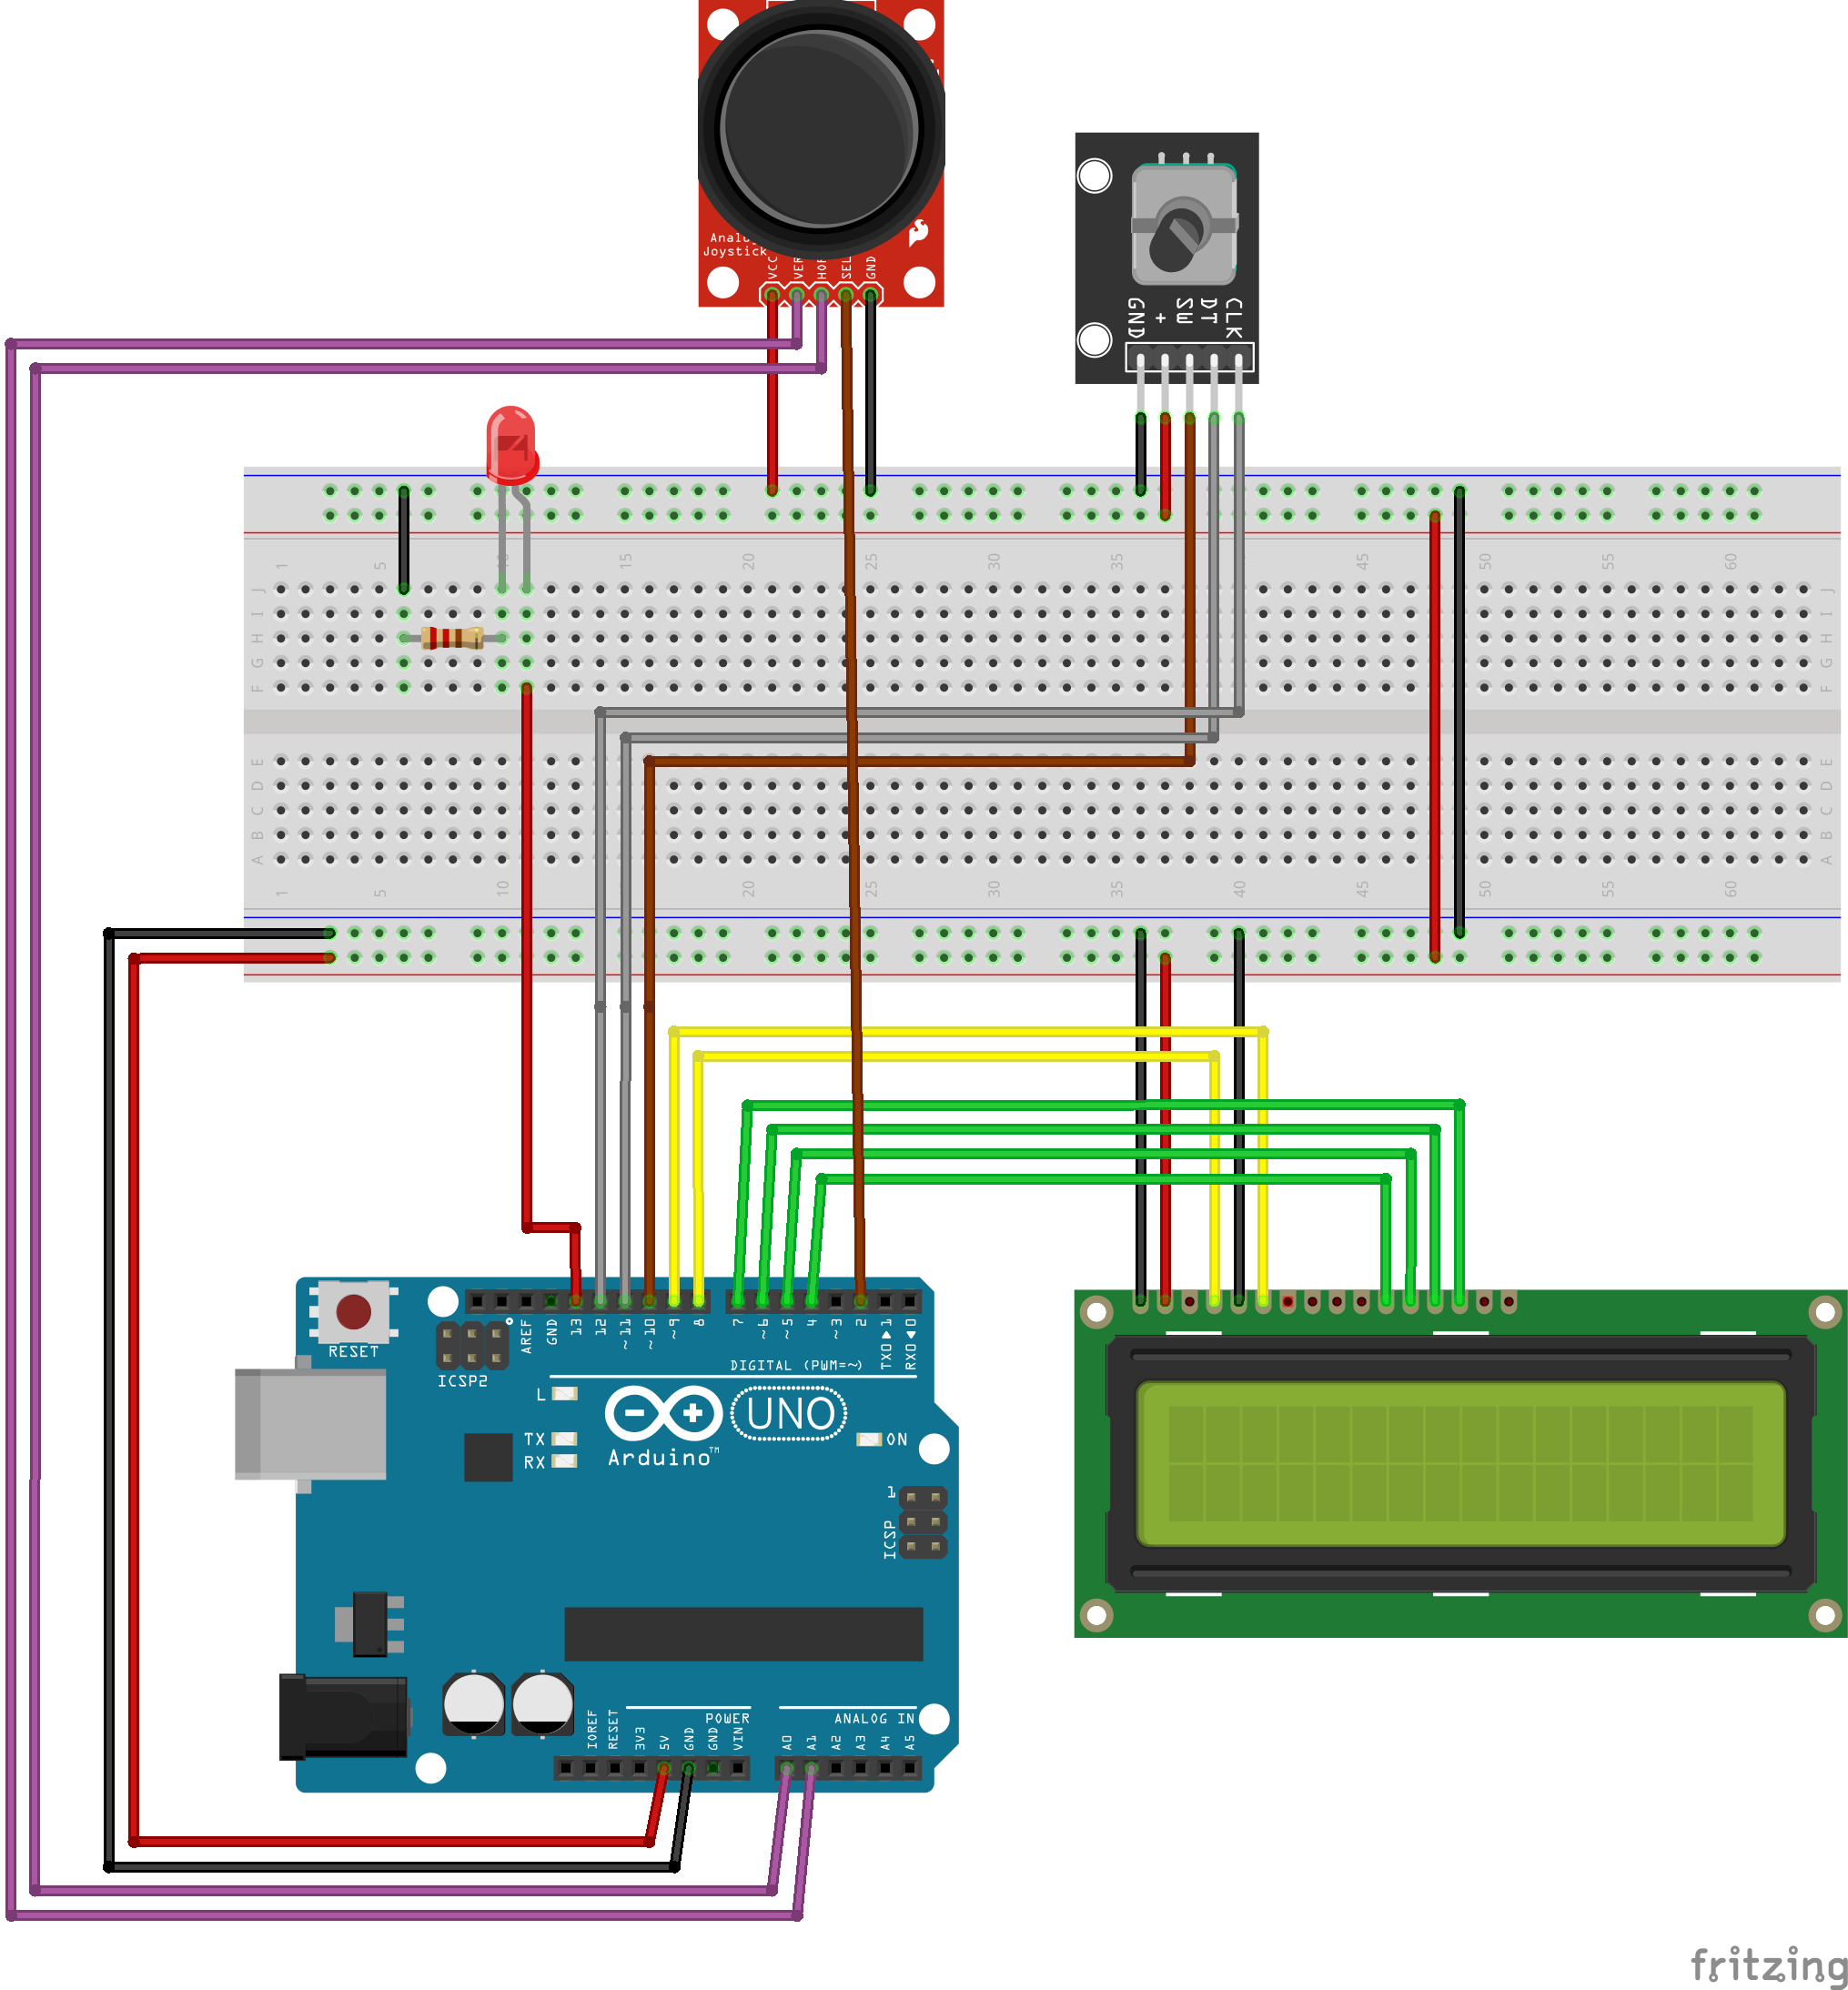 Analog
Joystick
VCC
VER
HOR
SEL
GND
GND
+
SW
DT
CLK
1 5 10 15 20 25 30 35 45 50 55 60
J J
I I
H H
G G
F F
E E
D D
C C
B B
A A
1 5 10 20 25 30 35 40 45 50 55 60
RESET
ICSP2
AREF
GND
13
12
~11
~10
~9
8
7
~6
~5
4
~3
2
TX0▶1
RX0◀0
DIGITAL (PWM=~)
L
TX
RX
UNO
Arduino™
ON
1
ICSP
IOREF
RESET
3V3
5V
GND
GND
VIN
POWER
A0
A1
A2
A3
A4
A5
ANALOG IN
fritzing